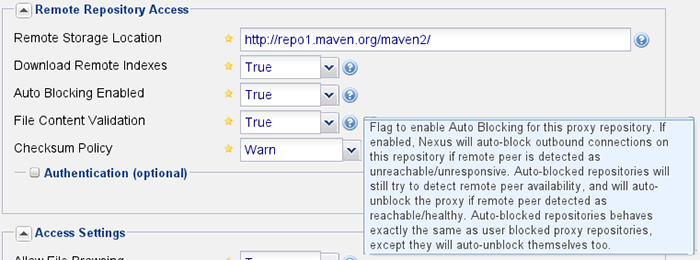 Remote Repository Access
Remote Storage Location http://repo1.maven.org/maven2/
Download Remote Indexes True
Auto Blocking Enabled True
File Content Validation True
Checksum Policy Warn
Authentication (optional)
Flag to enable Auto Blocking for this proxy repository. If
enabled, Nexus will auto-block outbound connections on
this repository if remote peer is detected as
unreachable/unresponsive. Auto-blocked repositories will
still try to detect remote peer availability, and will auto-
unblock the proxy if remote peer detected as
reachable/healthy. Auto-blocked repositories behaves
exactly the same as user blocked proxy repositories,
except they will auto-unblock themselves too.
Access Settings
Allow File Browsing